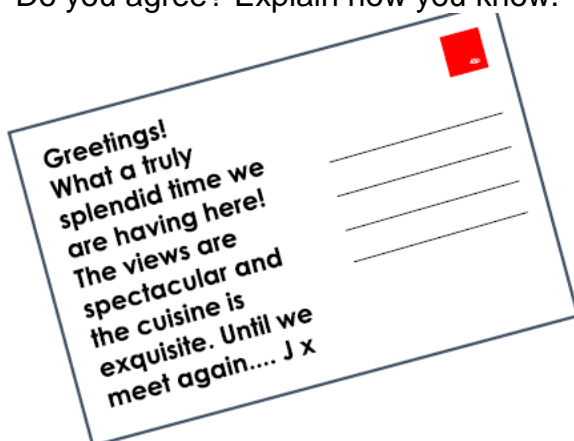 Do you agree? Explain how you know.
Greetings!
What a truly
splendid time we
are having here!
The views are
spectacular and
the cuisine is
exquisite. Until we
meet again.... J x